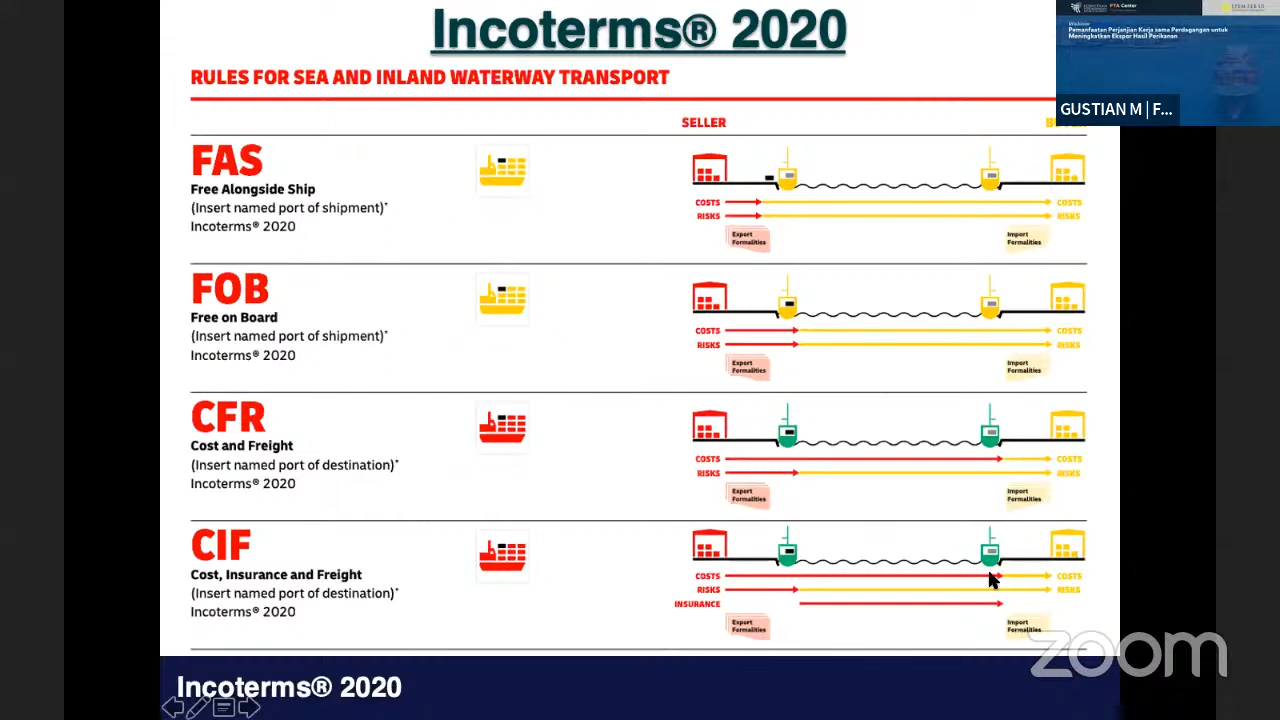 Incoterms® 2020
PTA Center
Webinar
Pemanfaatan Perjanjian Kerja sama Perdagangan untuk
Meningkatkan Ekspor Hasil Perikanan
GUSTIAN M | F...
RULES FOR SEA AND INLAND WATERWAY TRANSPORT
SELLER
FAS
Free Alongside Ship
(Insert named port of shipment)*
Incoterms® 2020
COSTS COSTS
RISKS RISKS
Export Formalities
Import Formalities
FOB
Free on Board
(Insert named port of shipment)*
Incoterms® 2020
COSTS COSTS
RISKS RISKS
Export Formalities
Import Formalities
CFR
Cost and Freight
(Insert named port of destination)*
Incoterms® 2020
COSTS COSTS
RISKS RISKS
Export Formalities
Import Formalities
CIF
Cost, Insurance and Freight
(Insert named port of destination)*
Incoterms® 2020
COSTS COSTS
RISKS RISKS
INSURANCE
Export Formalities
Import Formalities
zoom
Incoterms® 2020